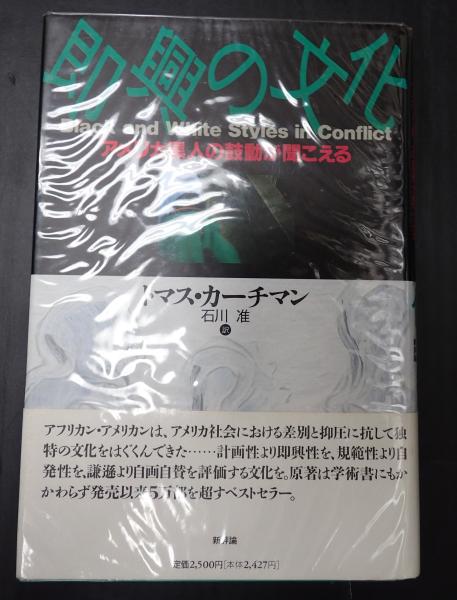 即興の文化
Black and White Styles in Conflict
アメリカ黒人の鼓動が聞こえる
トマス・カーチマン
石川 准
訳
アフリカン・アメリカンは、アメリカ社会における差別と抑圧に抗して独
特の文化をはぐくんできた……計画性より即興性を、規範性より自
発性を、謙遜より自画自賛を評価する文化を。原著は学術書にもか
かわらず発売以来5万部を超すベストセラー。
新評論
定価2,500円[本体2,427円]